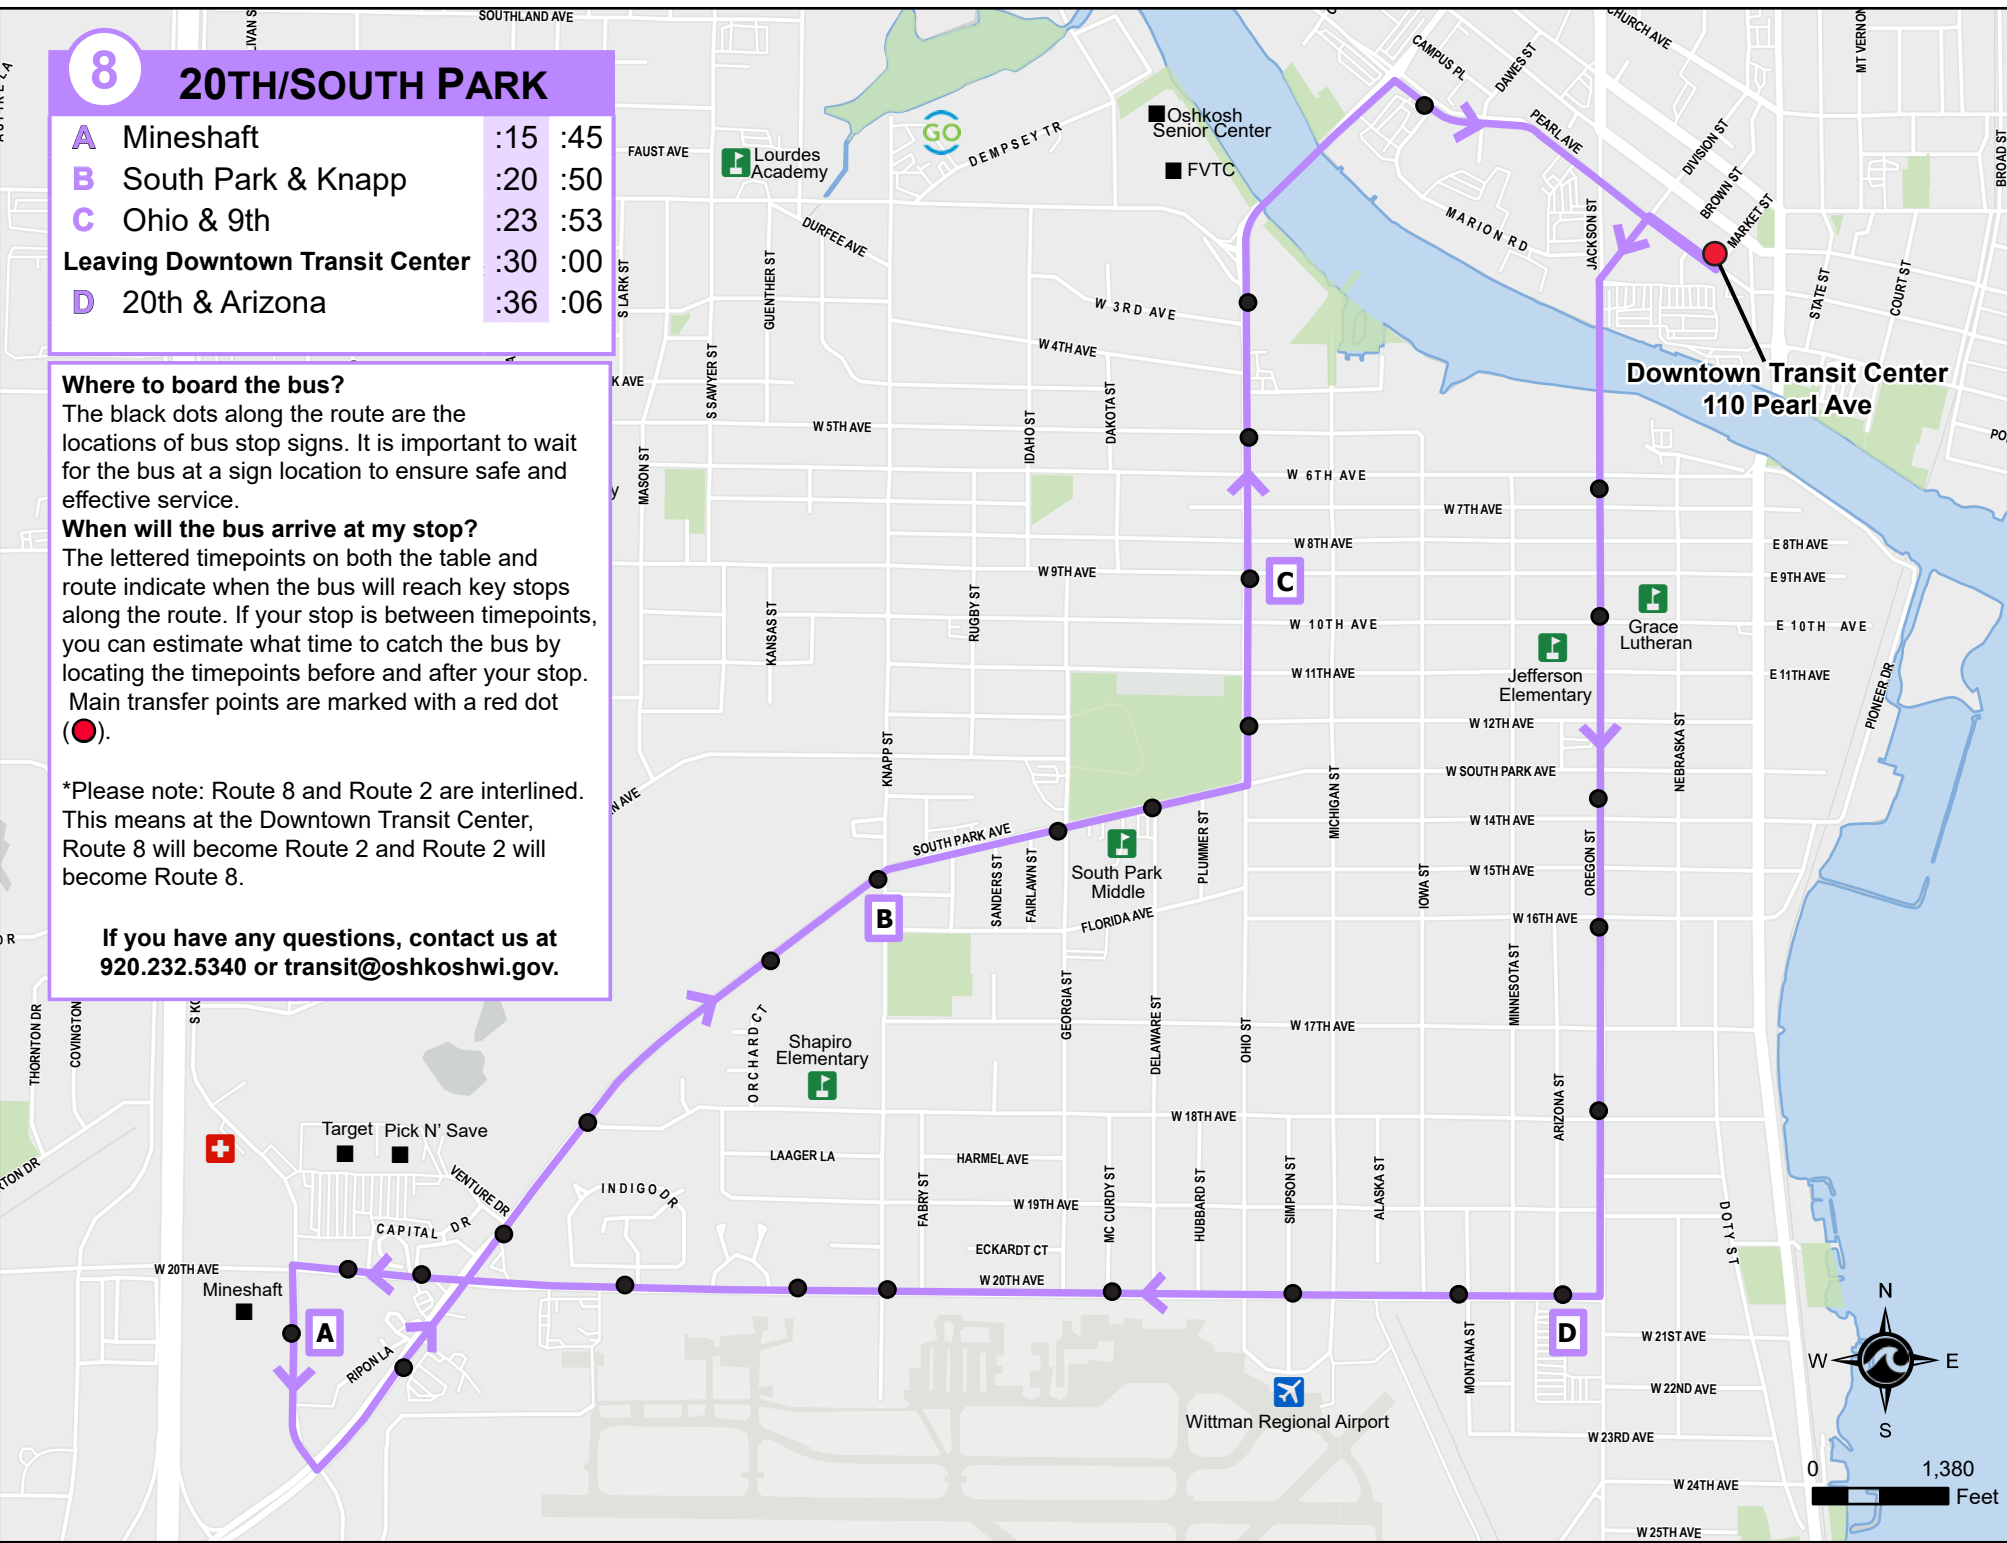 8
20TH/SOUTH PARK
A Mineshaft :15 :45
B South Park & Knapp :20 :50
C Ohio & 9th :23 :53
Leaving Downtown Transit Center :30 :00
D 20th & Arizona :36 :06
Where to board the bus?
The black dots along the route are the
locations of bus stop signs. It is important to wait
for the bus at a sign location to ensure safe and
effective service.
When will the bus arrive at my stop?
The lettered timepoints on both the table and
route indicate when the bus will reach key stops
along the route. If your stop is between timepoints,
you can estimate what time to catch the bus by
locating the timepoints before and after your stop.
Main transfer points are marked with a red dot
( ).
*Please note: Route 8 and Route 2 are interlined.
This means at the Downtown Transit Center,
Route 8 will become Route 2 and Route 2 will
become Route 8.
If you have any questions, contact us at
920.232.5340 or transit@oshkoshwi.gov.
SOUTHLAND AVE
FAUST AVE
Lourdes
Academy
GO
DEMPSEY TR
Oshkosh
Senior Center
FVTC
CAMPUS PL
DAWES ST
CHURCH AVE
MT VERNON
BROAD ST
PEARL AVE
DIVISION ST
BROWN ST
MARKET ST
MARION RD
JACKSON ST
STATE ST
COURT ST
Downtown Transit Center
110 Pearl Ave
DURFEE AVE
GUENTHER ST
S LARK ST
S SAWYER ST
MASON ST
W 3RD AVE
W 4TH AVE
W 5TH AVE
IDAHO ST
DAKOTA ST
W 6TH AVE
W 7TH AVE
W 8TH AVE
W 9TH AVE
C
W 10TH AVE
W 11TH AVE
W 12TH AVE
E 8TH AVE
E 9TH AVE
E 10TH AVE
E 11TH AVE
Grace
Lutheran
Jefferson
Elementary
PIONEER DR
NEBRASKA ST
KANSAS ST
RUGBY ST
KNAPP ST
W SOUTH PARK AVE
W 14TH AVE
W 15TH AVE
W 16TH AVE
OREGON ST
MICHIGAN ST
IOWA ST
SOUTH PARK AVE
SANDERS ST
FAIRLAWN ST
South Park
Middle
PLUMMER ST
FLORIDA AVE
B
GEORGIA ST
DELAWARE ST
OHIO ST
W 17TH AVE
MINNESOTA ST
ARIZONA ST
W 18TH AVE
ORCHARD CT
Shapiro
Elementary
THORNTON DR
COVINGTON
Target
Pick N' Save
VENTURE DR
CAPITAL DR
INDIGO DR
LAAGER LA
HARMEL AVE
FABRY ST
W 19TH AVE
ECKARDT CT
MC CURDY ST
HUBBARD ST
SIMPSON ST
ALASKA ST
DOTY ST
W 20TH AVE
W 20TH AVE
Mineshaft
A
RIPON LA
D
MONTANA ST
W 21ST AVE
W 22ND AVE
W 23RD AVE
W 24TH AVE
W 25TH AVE
Wittman Regional Airport
N
W
E
S
0
1,380
Feet